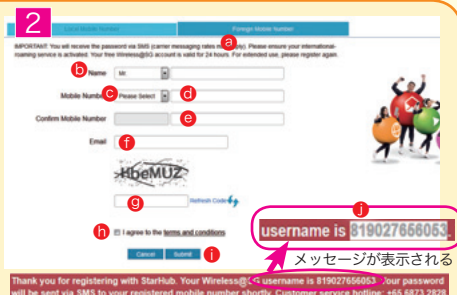 2
Local Mobile Number
Foreign Mobile Number
a
IMPORTANT: You will receive the password via SMS (carrier messaging rates may apply). Please ensure your international-
roaming service is activated. Your free Wireless@SG account is valid for 24 hours. For extended use, please register again.
b Name Mr.
Mobile Number c Please Select d
Confirm Mobile Number e
Email f
HbeMUZ
g Refresh Code
h I agree to the terms and conditions
Cancel Submit i
j
username is 819027656053.
メッセージが表示される
Thank you for registering with StarHub. Your Wireless@SG username is 819027656053. Your password
will be sent via SMS to your registered mobile number shortly. Customer service hotline: +65 6873 2828